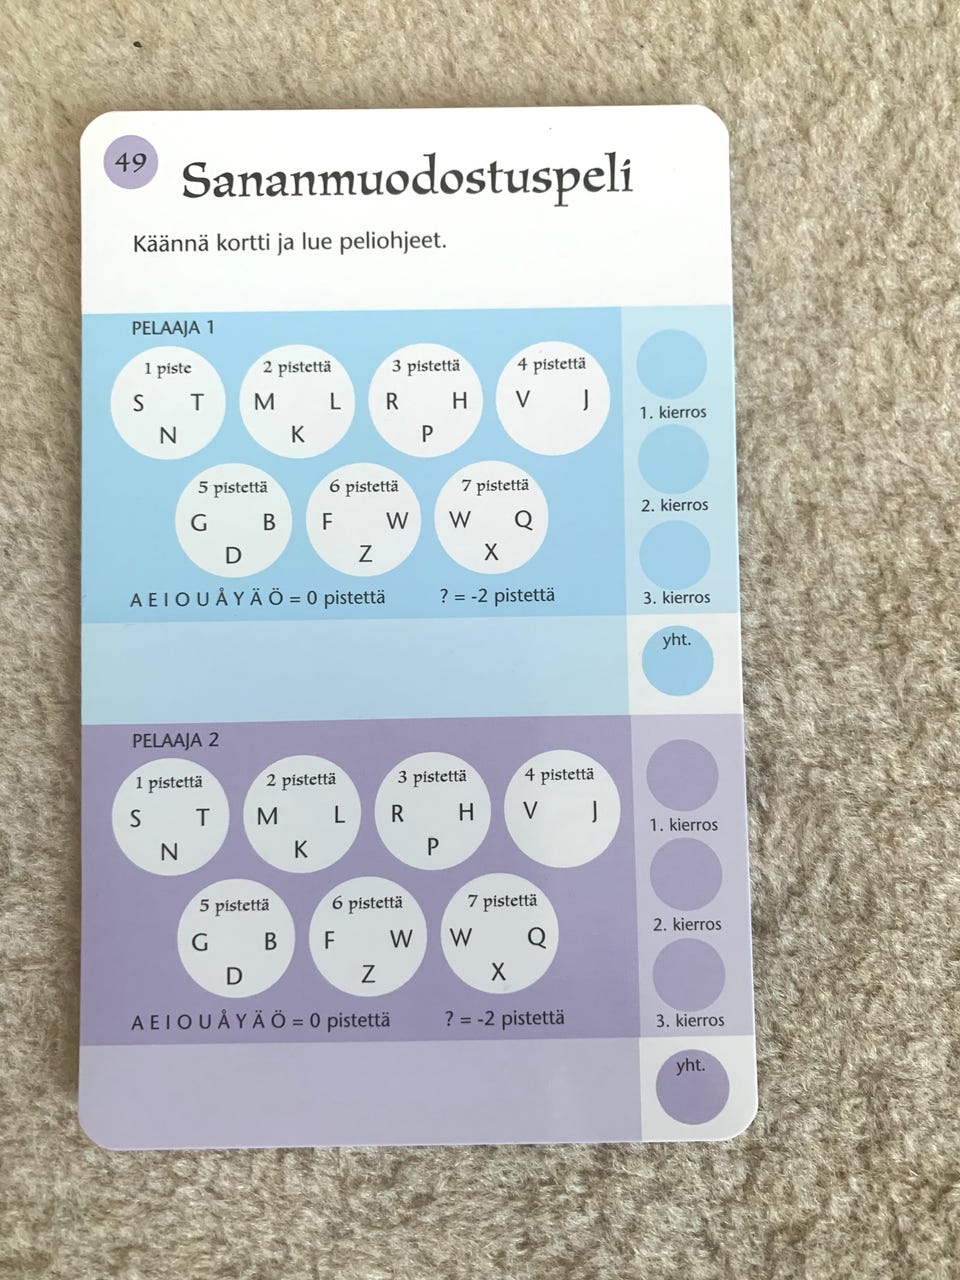 49
Sananmuodostuspeli
Käännä kortti ja lue peliohjeet.
PELAAJA 1
1 piste 2 pistettä 3 pistettä 4 pistettä
S T M L R H V J
N K P
1. kierros
5 pistettä 6 pistettä 7 pistettä
G B F W W Q
D Z X
2. kierros
A E I O U Å Y Ä Ö = 0 pistettä ? = -2 pistettä
3. kierros
yht.
PELAAJA 2
1 pistettä 2 pistettä 3 pistettä 4 pistettä
S T M L R H V J
N K P
1. kierros
5 pistettä 6 pistettä 7 pistettä
G B F W W Q
D Z X
2. kierros
A E I O U Å Y Ä Ö = 0 pistettä ? = -2 pistettä
3. kierros
yht.